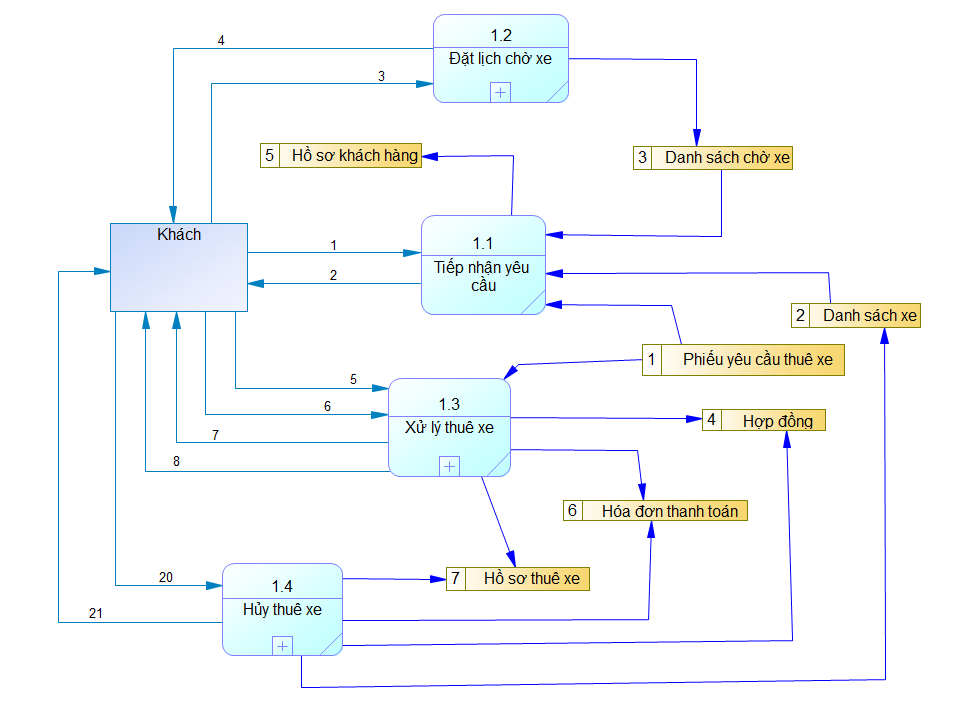 1.2
Đặt lịch chờ xe
4
3
5 Hồ sơ khách hàng
3 Danh sách chờ xe
Khách
1
2
1.1
Tiếp nhận yêu
cầu
2 Danh sách xe
1 Phiếu yêu cầu thuê xe
5
6
7
8
1.3
Xử lý thuê xe
4 Hợp đồng
6 Hóa đơn thanh toán
7 Hồ sơ thuê xe
20
21
1.4
Hủy thuê xe